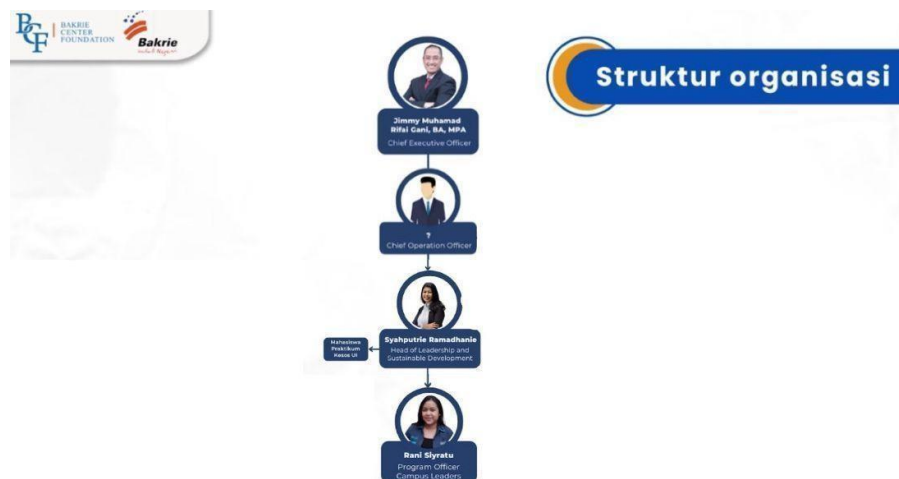 BCF
BAKRIE
CENTER
FOUNDATION
Bakrie
Struktur organisasi
Jimmy Muhamad
Rifai Gani, BA, MPA
Chief Executive Officer
?
Chief Operation Officer
Syahputrie Ramadhanie
Head of Leadership and
Sustainable Development
Mahasiswa
Praktikum
Kesos UI
Rani Siyratu
Program Officer
Campus Leaders